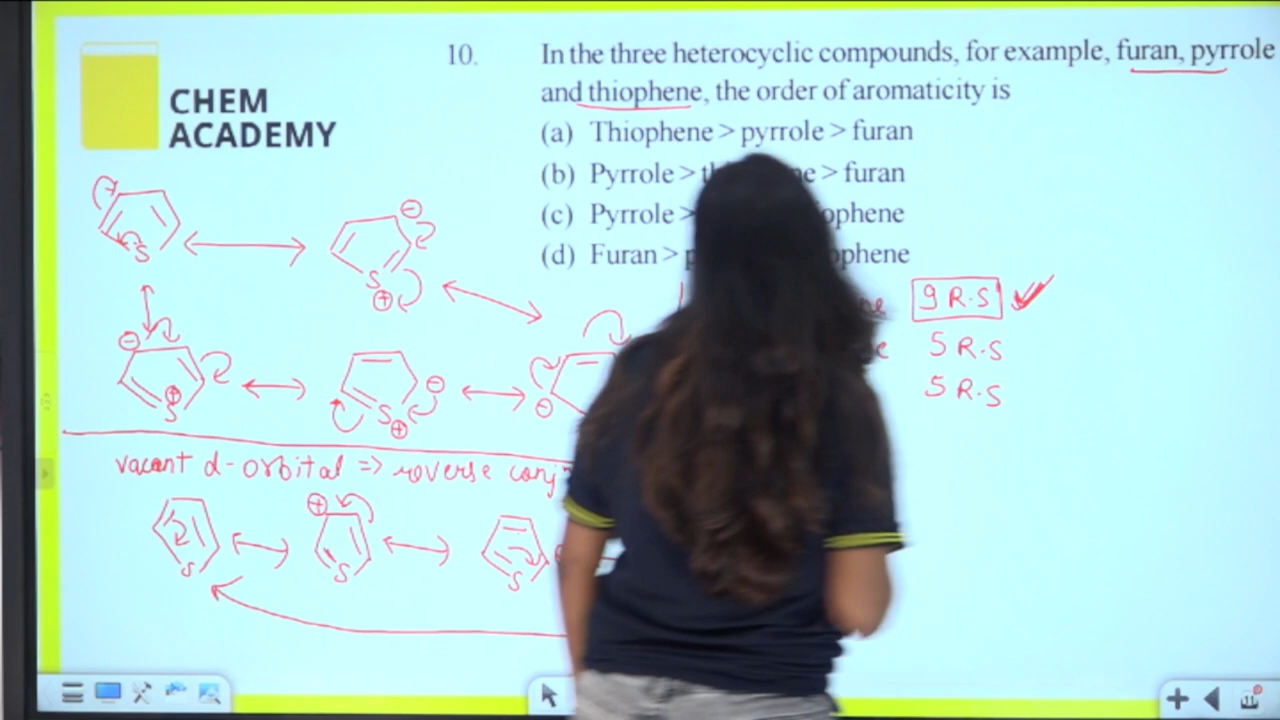 CHEM
ACADEMY
10. In the three heterocyclic compounds, for example, furan, pyrrole
and thiophene, the order of aromaticity is
(a) Thiophene > pyrrole > furan
(b) Pyrrole > > furan
(c) Pyrrole >
(d) Furan >
9 R.S
5 R.S
5 R.S
S
S
⊖
⊕
⊖
S
⊕
S
⊖
⊕
⊖
vacant d-orbital => reverse
S
⊕
S
S